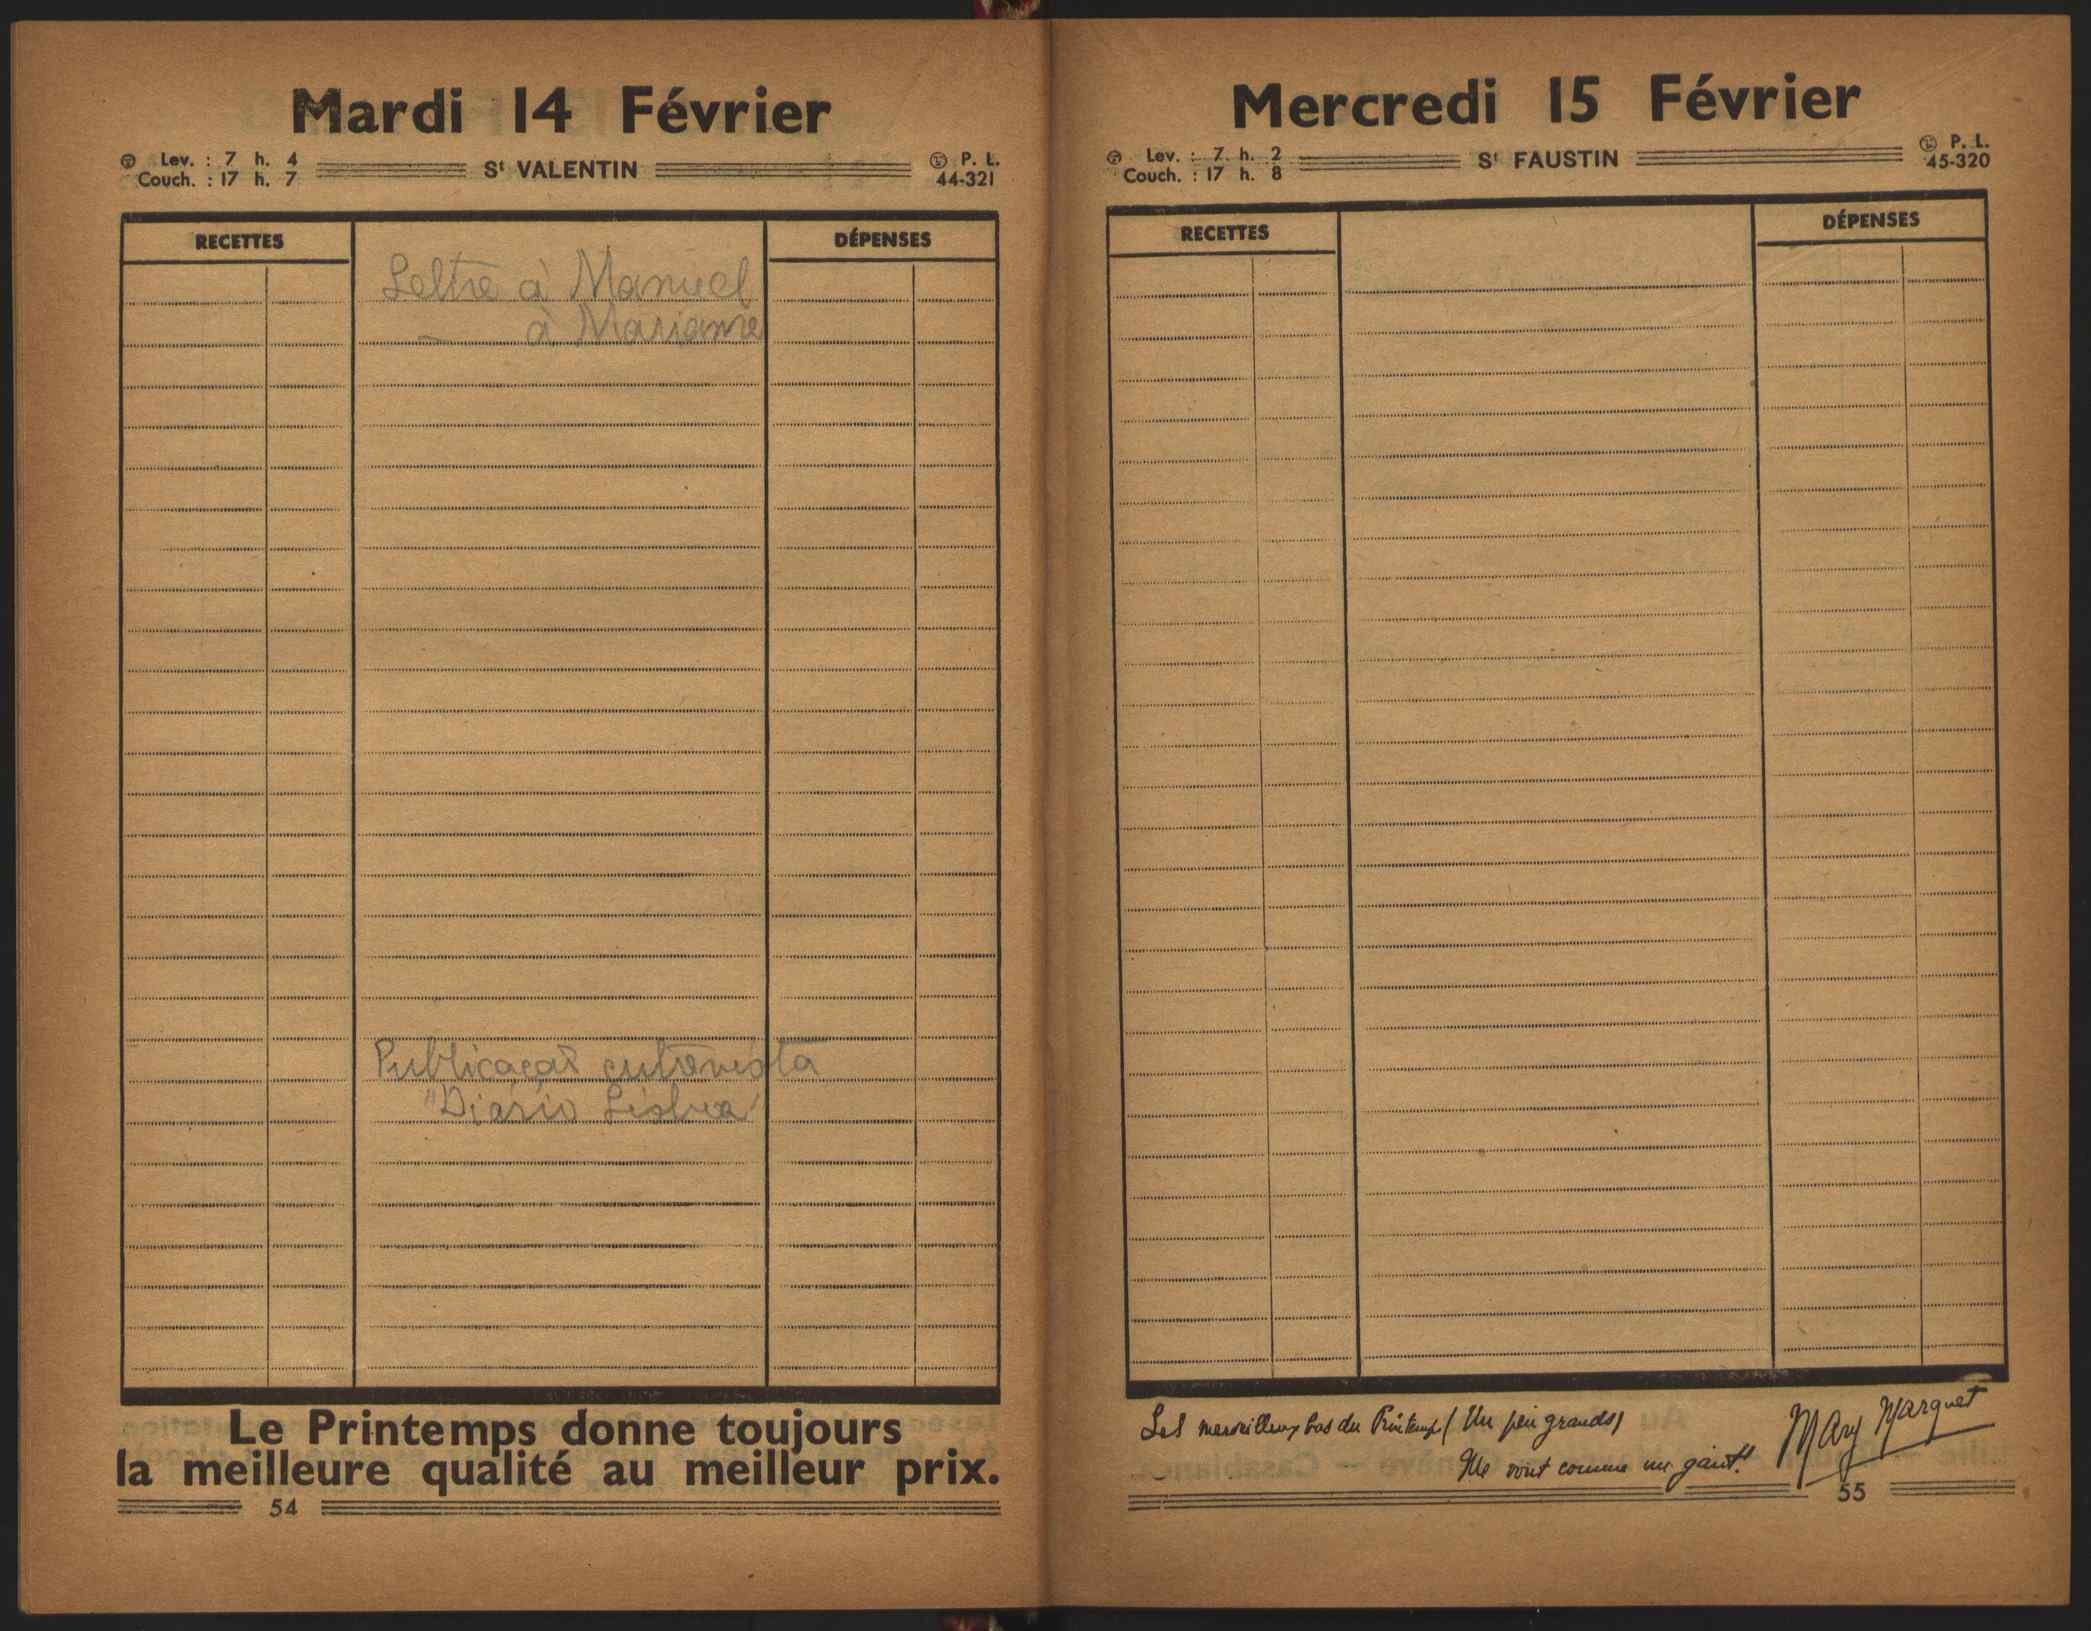 Mardi 14 Février
Lev. : 7 h. 4
Couch. : 17 h. 7
St VALENTIN
P. L.
44-321
RECETTES
DÉPENSES
Lettre à Manuel
— à Marianne
Publicaçaõ entrevista
"Diario Lisboa"
Le Printemps donne toujours
la meilleure qualité au meilleur prix.
54
Mercredi 15 Février
Lev. : 7 h. 2
Couch. : 17 h. 8
St FAUSTIN
P. L.
45-320
RECETTES
DÉPENSES
Les merveilleux bas du Printemps (Un peu grands)
Me vont comme un gant!
Mary Marquet
55